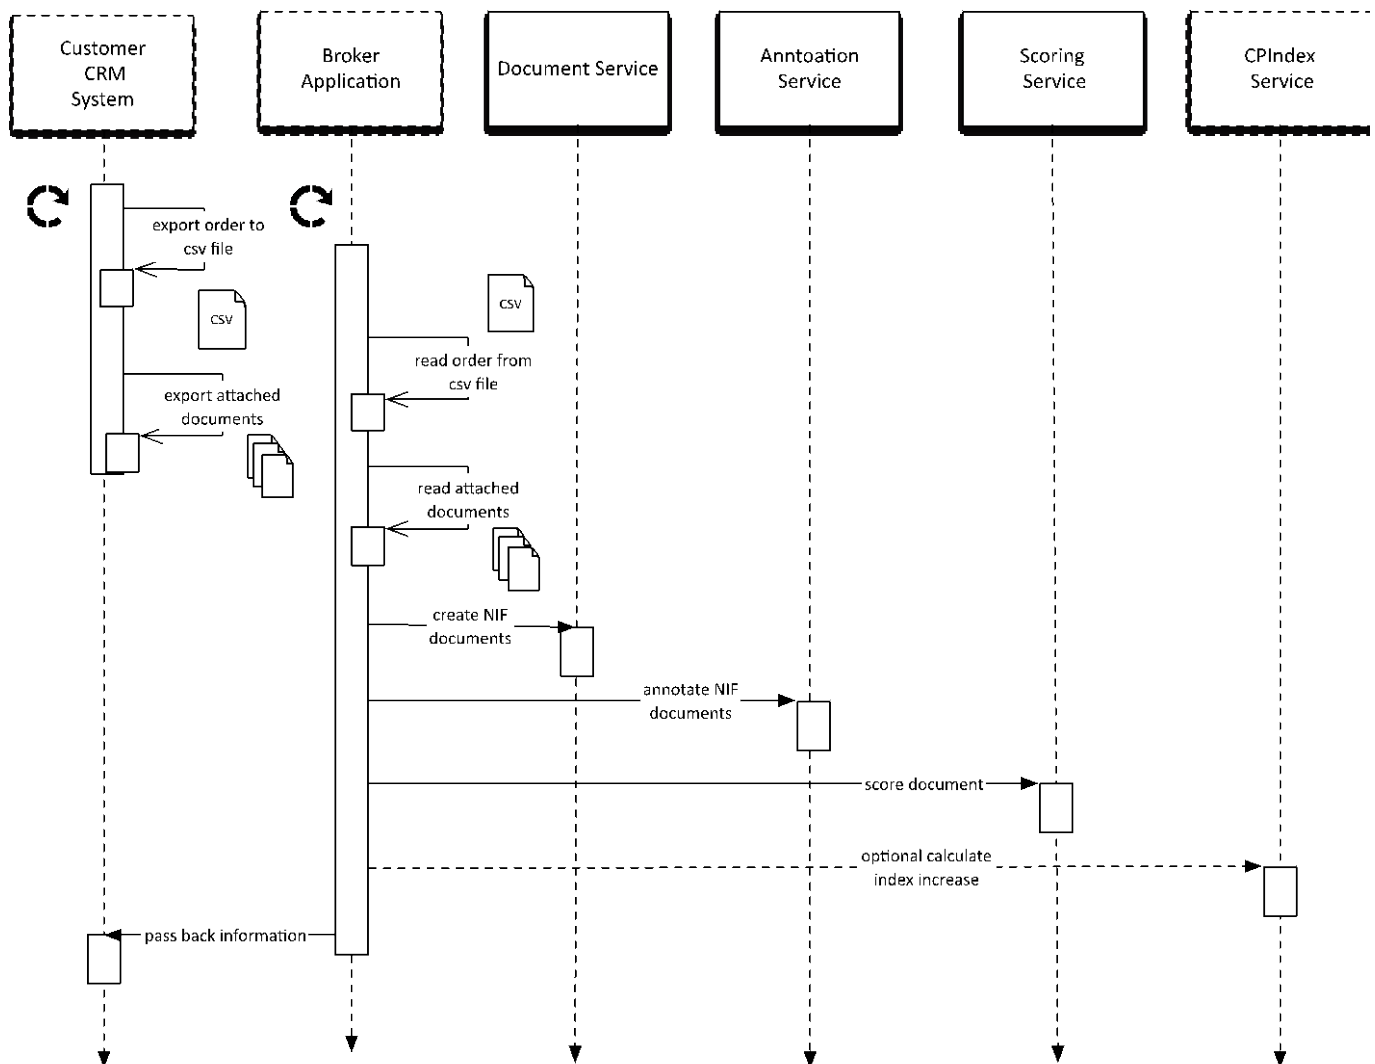 Customer
CRM
System
Broker
Application
Document Service
Anntoation
Service
Scoring
Service
CPIndex
Service
export order to
csv file
CSV
CSV
read order from
csv file
export attached
documents
read attached
documents
create NIF
documents
annotate NIF
documents
score document
optional calculate
index increase
pass back information